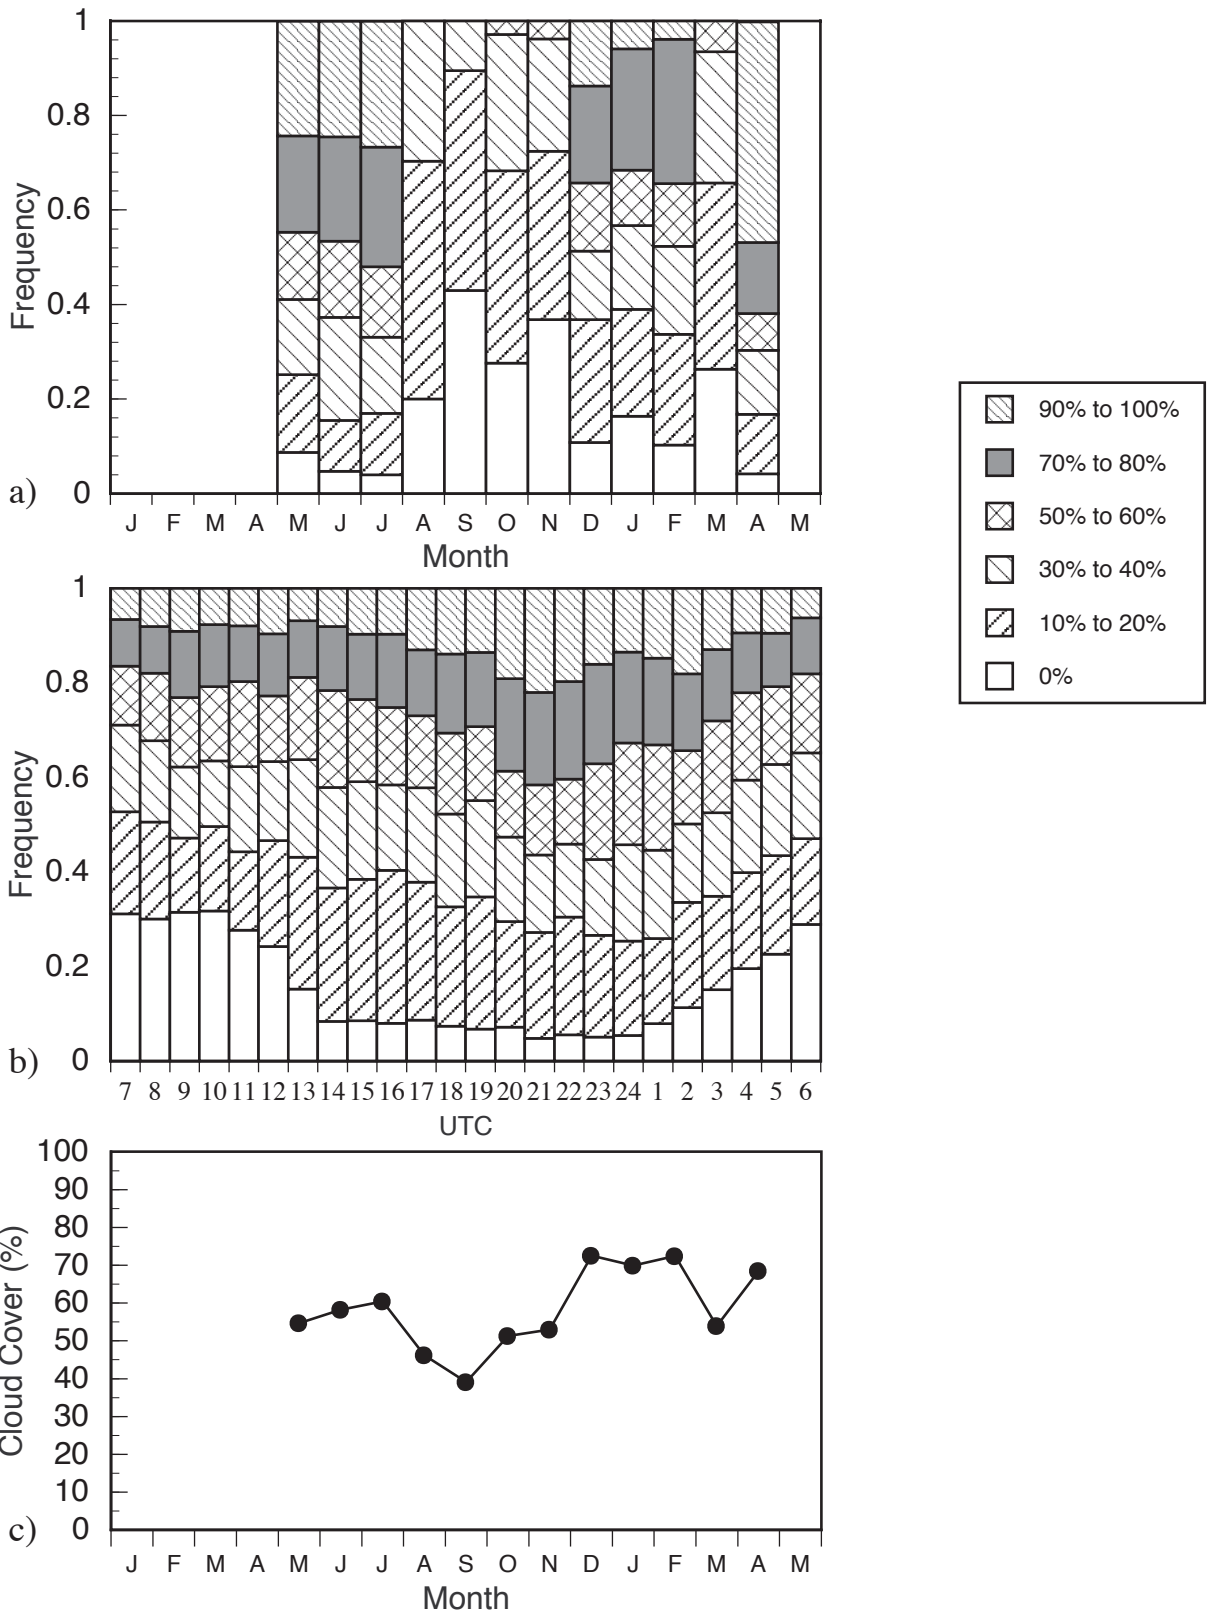 1
0.8
0.6
0.4
0.2
0
Frequency
a)
J F M A M J J A S O N D J F M A M
Month
90% to 100%
70% to 80%
50% to 60%
30% to 40%
10% to 20%
0%
1
0.8
0.6
0.4
0.2
0
Frequency
b)
7 8 9 10 11 12 13 14 15 16 17 18 19 20 21 22 23 24 1 2 3 4 5 6
UTC
100
90
80
70
60
50
40
30
20
10
0
Cloud Cover (%)
c)
J F M A M J J A S O N D J F M A M
Month